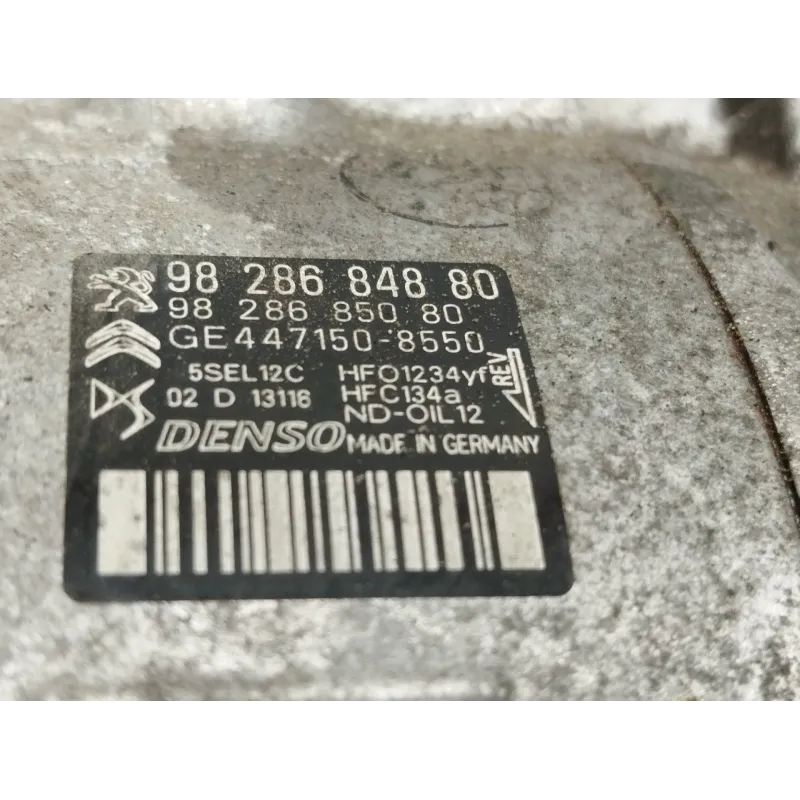 98 286 848 80
98 286 850 80
GE447150-8550
5SEL12C HFO1234yf
02 D 13116 HFC134a
ND-OIL12
REV
DENSO MADE IN GERMANY